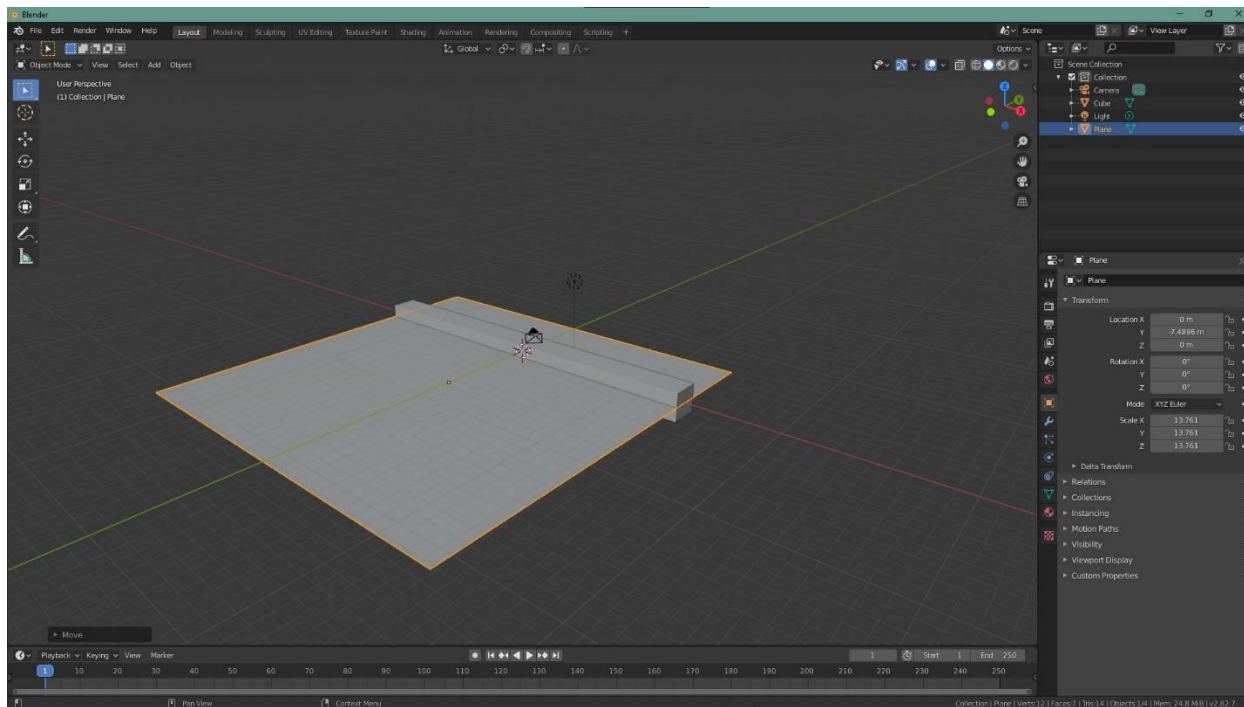 Blender
File Edit Render Window Help Layout Modeling Sculpting UV Editing Texture Paint Shading Animation Rendering Compositing Scripting + Scene View Layer
Global Options
Object Mode View Select Add Object
User Perspective
(1) Collection | Plane
Scene Collection
Collection
Camera
Cube
Light
Plane
Z
Y
X
Plane
Plane
Transform
Location X 0 m
Y -7.4896 m
Z 0 m
Rotation X 0°
Y 0°
Z 0°
Mode XYZ Euler
Scale X 13.761
Y 13.761
Z 13.761
Delta Transform
Relations
Collections
Instancing
Motion Paths
Visibility
Viewport Display
Custom Properties
Move
Playback Keying View Marker 1 Start 1 End 250
1 10 20 30 40 50 60 70 80 90 100 110 120 130 140 150 160 170 180 190 200 210 220 230 240 250
Pan View Context Menu Collection | Plane | Verts:12 | Faces:7 | Tris:14 | Objects:1/4 | Mem: 24.8 MiB | v2.82.7